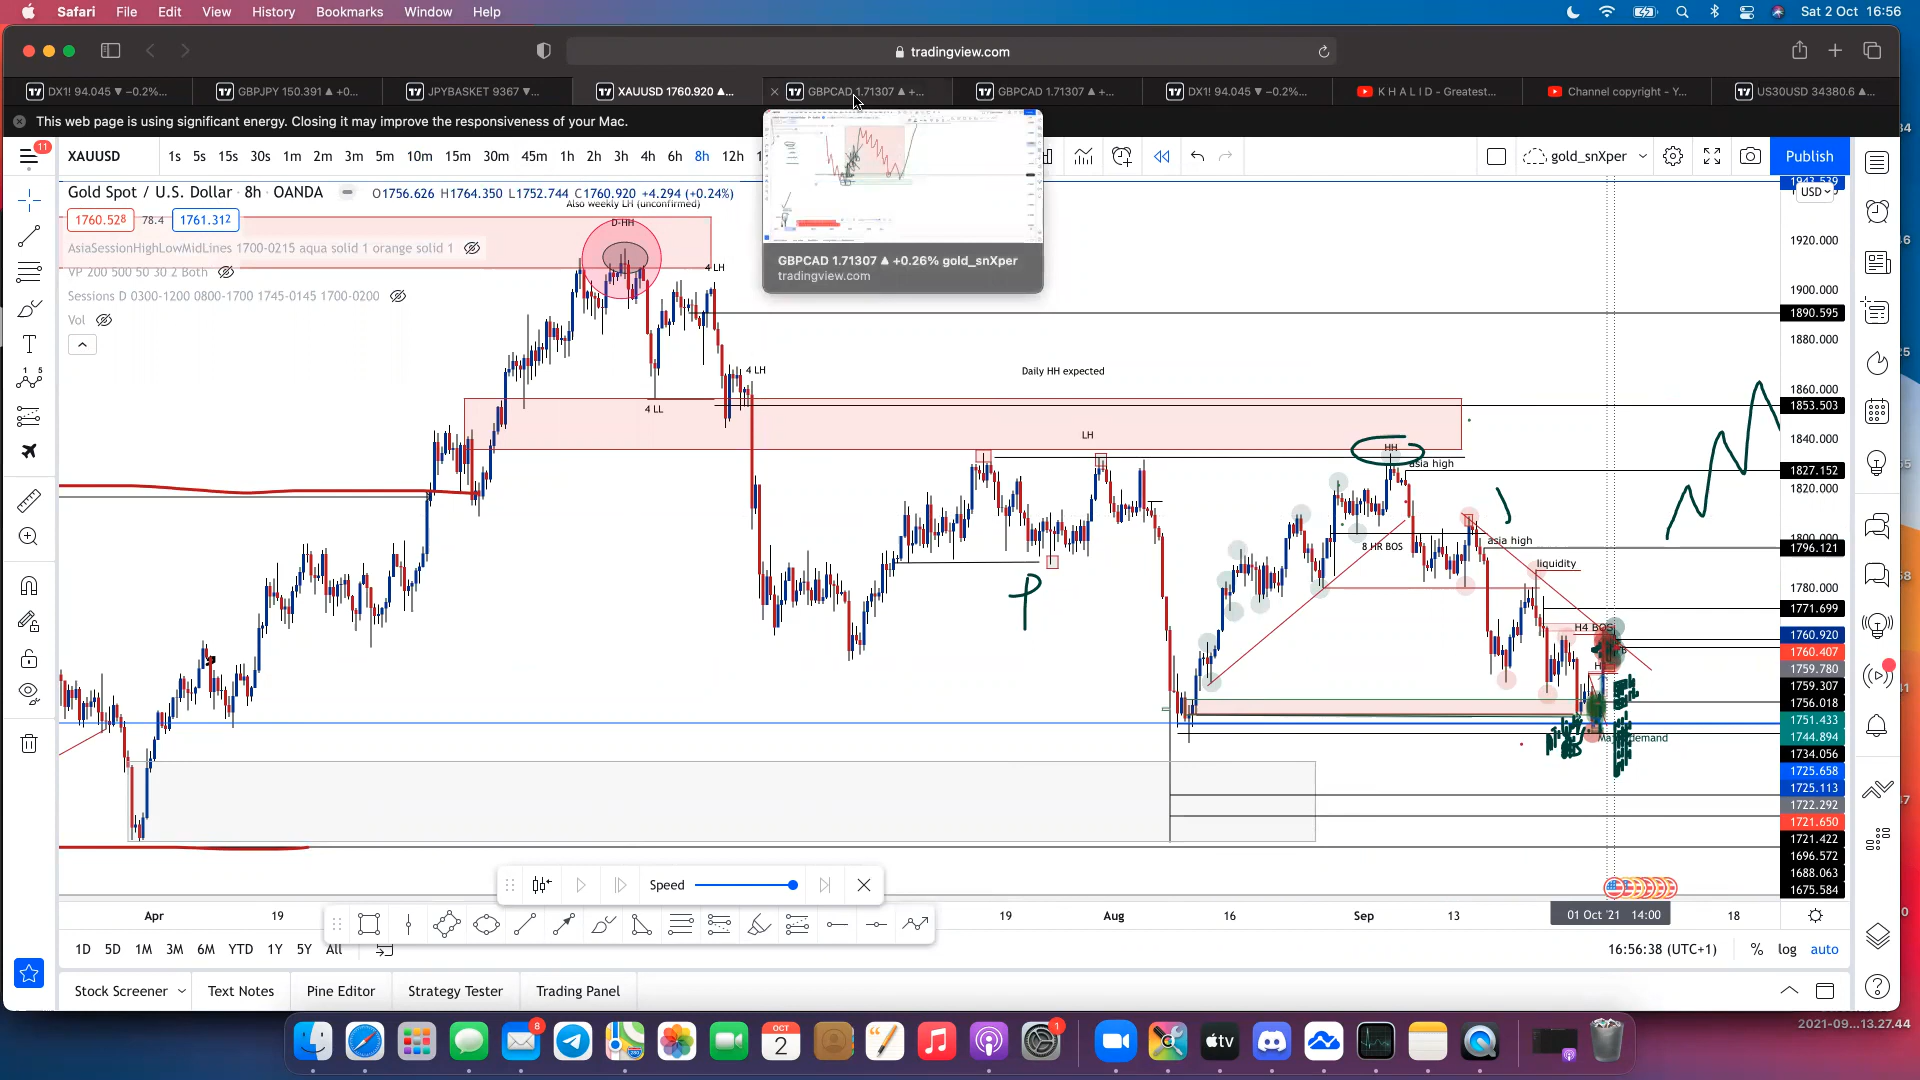 Safari File Edit View History Bookmarks Window Help Sat 2 Oct 16:56
tradingview.com
DX1! 94.045 ▼ −0.2%...
GBPJPY 150.391 ▲ +0...
JPYBASKET 9367 ▼...
XAUUSD 1760.920 ▲...
GBPCAD 1.71307 ▲ +...
GBPCAD 1.71307 ▲ +...
DX1! 94.045 ▼ −0.2%...
K H A L I D - Greatest...
Channel copyright - Y...
US30USD 34380.6 ▲...
This web page is using significant energy. Closing it may improve the responsiveness of your Mac.
11
XAUUSD 1s 5s 15s 30s 1m 2m 3m 5m 10m 15m 30m 45m 1h 2h 3h 4h 6h 8h 12h
gold_snXper
Publish
Gold Spot / U.S. Dollar 8h · OANDA O1756.626 H1764.350 L1752.744 C1760.920 +4.294 (+0.24%)
USD
Also weekly LH (unconfirmed)
1760.528 78.4 1761.312
D-HH
AsiaSessionHighLowMidLines 1700-0215 aqua solid 1 orange solid 1
VP 200 500 50 30 2 Both
Sessions D 0300-1200 0800-1700 1745-0145 1700-0200
Vol
GBPCAD 1.71307 ▲ +0.26% gold_snXper
tradingview.com
4 LH
4 LH
4 LL
Daily HH expected
LH
HH
asia high
8 HR BOS
asia high
liquidity
H4 BOS
P
1920.000
1900.000
1890.595
1880.000
1860.000
1853.503
1840.000
1827.152
1820.000
1796.121
1780.000
1771.699
1760.920
1760.407
1759.780
1759.307
1756.018
1751.433
1744.894
1734.056
1725.658
1725.113
1722.292
1721.650
1721.422
1696.572
1688.063
1675.584
Speed
Apr 19 19 Aug 16 Sep 13 01 Oct '21 14:00 18
1D 5D 1M 3M 6M YTD 1Y 5Y All
16:56:38 (UTC+1) % log auto
Stock Screener Text Notes Pine Editor Strategy Tester Trading Panel
2021-09...13.27.44
8
OCT
2
1
tv